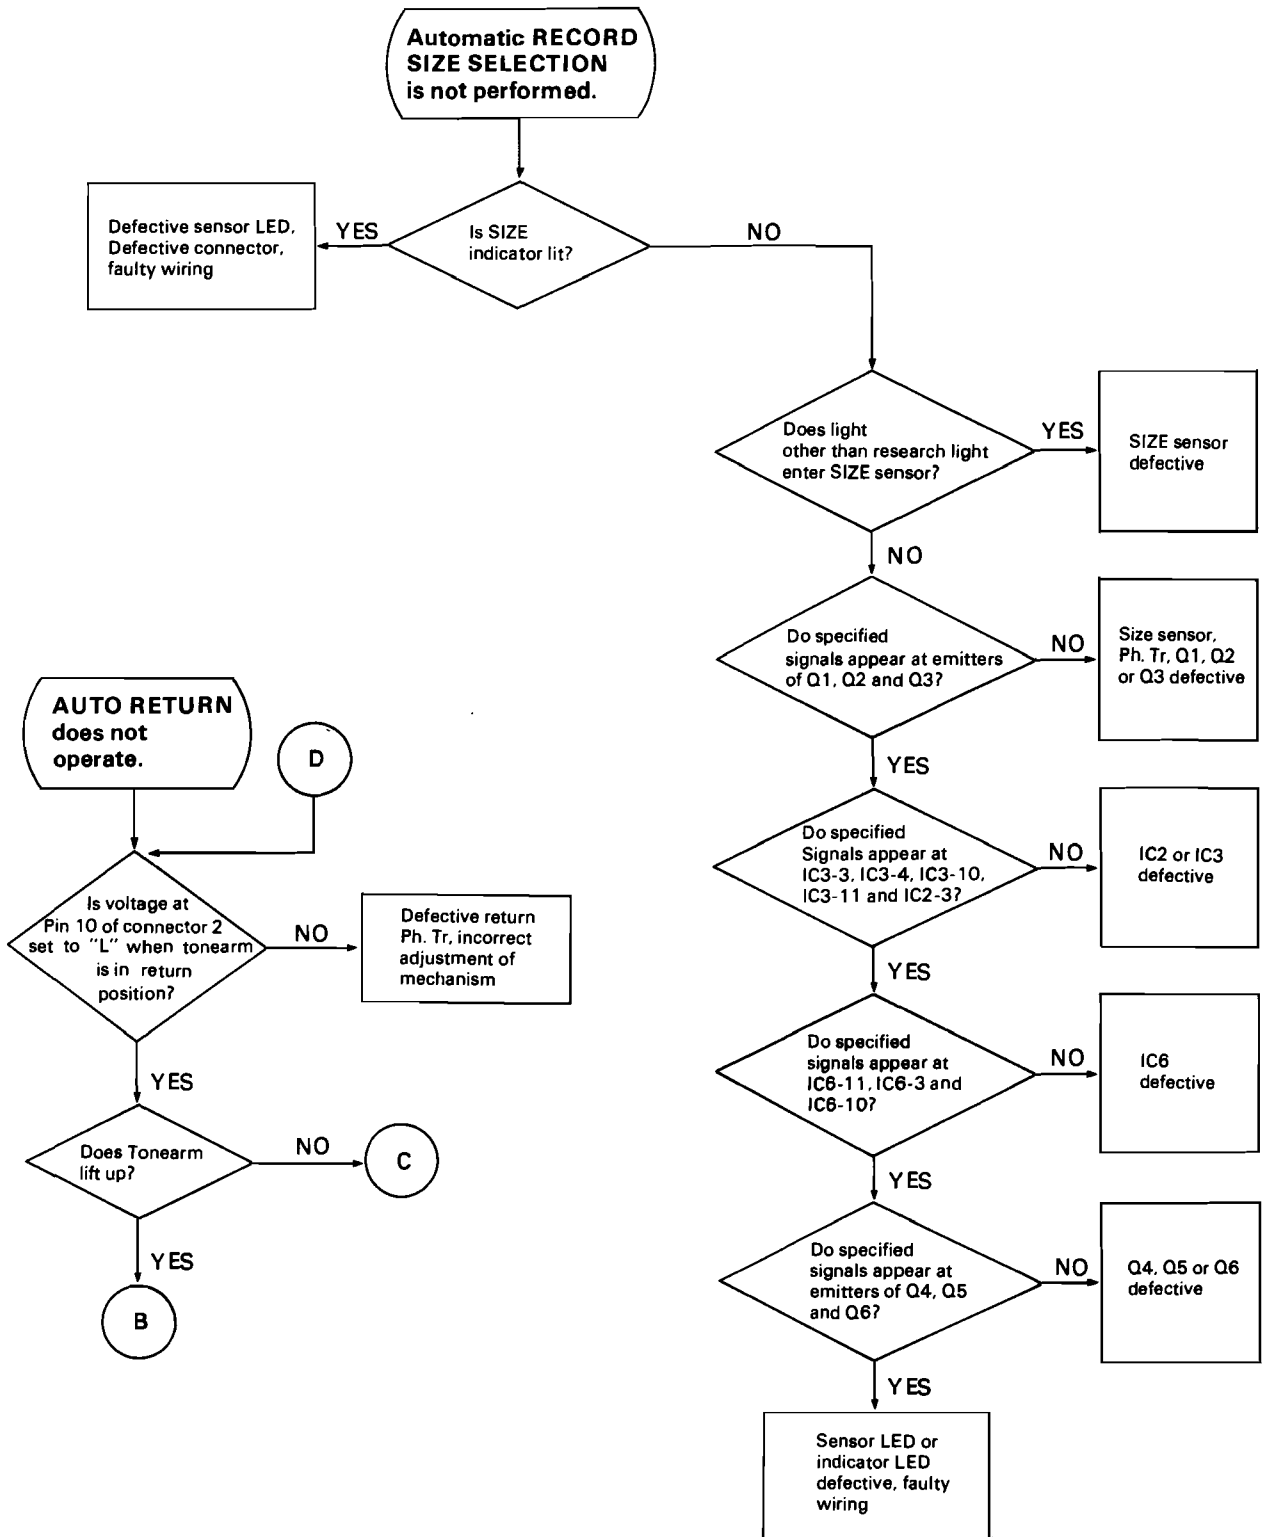 Automatic RECORD
SIZE SELECTION
is not performed.
Is SIZE
indicator lit?
YES
Defective sensor LED,
Defective connector,
faulty wiring
NO
Does light
other than research light
enter SIZE sensor?
YES
SIZE sensor
defective
NO
Do specified
signals appear at emitters
of Q1, Q2 and Q3?
NO
Size sensor,
Ph. Tr, Q1, Q2
or Q3 defective
YES
Do specified
Signals appear at
IC3-3, IC3-4, IC3-10,
IC3-11 and IC2-3?
NO
IC2 or IC3
defective
YES
Do specified
signals appear at
IC6-11, IC6-3 and
IC6-10?
NO
IC6
defective
YES
Do specified
signals appear at
emitters of Q4, Q5
and Q6?
NO
Q4, Q5 or Q6
defective
YES
Sensor LED or
indicator LED
defective, faulty
wiring
AUTO RETURN
does not
operate.
D
Is voltage at
Pin 10 of connector 2
set to "L" when tonearm
is in return
position?
NO
Defective return
Ph. Tr, incorrect
adjustment of
mechanism
YES
Does Tonearm
lift up?
NO
C
YES
B